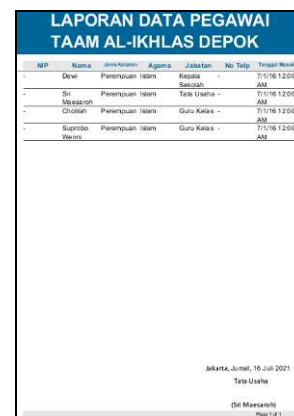 LAPORAN DATA PEGAWAI
TAAM AL-IKHLAS DEPOK
NIP Nama Jenis Kelamin Agama Jabatan No Telp Tanggal Masuk
- Dewi Perempuan Islam Kepala Sekolah - 7/1/16 12:00 AM
- Sri Maesaroh Perempuan Islam Tata Usaha - 7/1/16 12:00 AM
- Perempuan Islam Guru Kelas - 7/1/16 12:00 AM
- Suprobo Wenni Perempuan Islam Guru Kelas - 7/1/16 12:00 AM
Jakarta, Jumat, 16 Juli 2021
Tata Usaha
(Sri Maesaroh)
Page 1 of 1